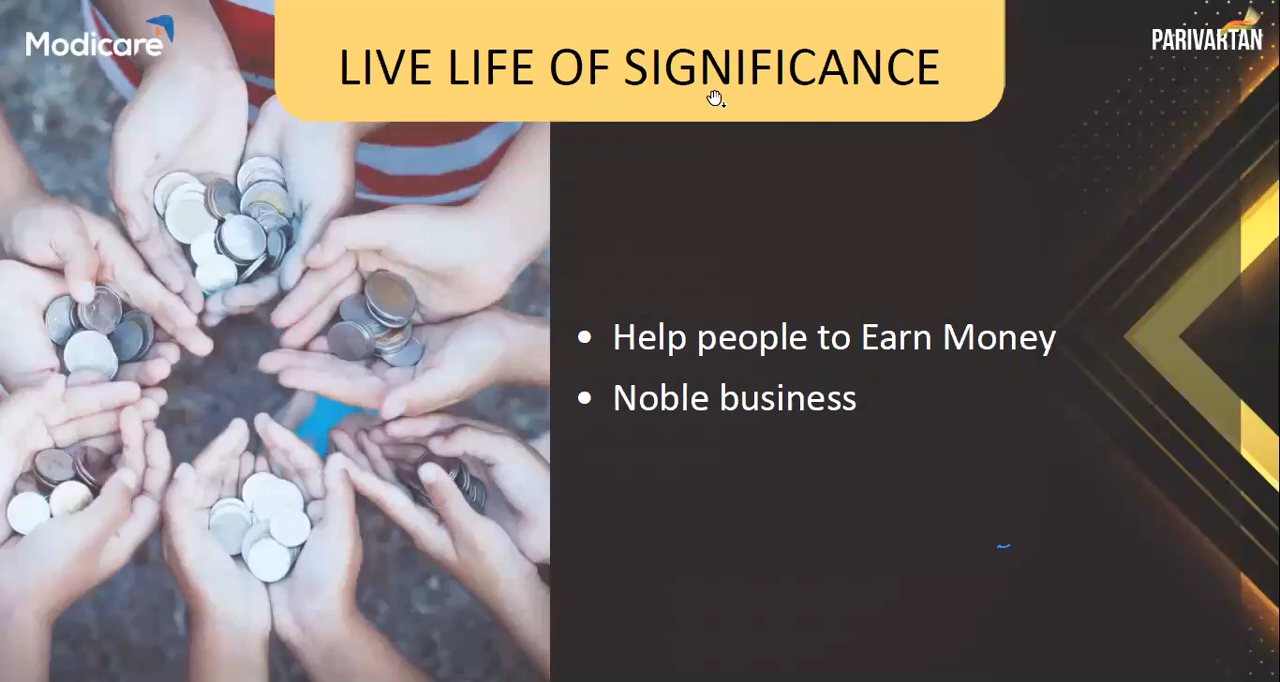 Modicare
LIVE LIFE OF SIGNIFICANCE
PARIVARTAN
• Help people to Earn Money
• Noble business